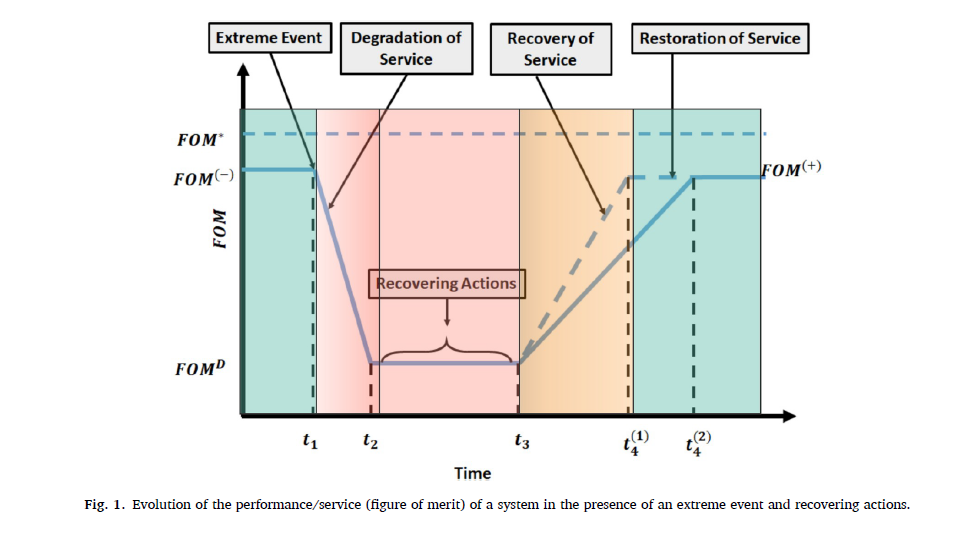 Extreme Event
Degradation of
Service
Recovery of
Service
Restoration of Service
FOM*
FOM(−)
FOM(+)
FOM
Recovering Actions
FOMᴰ
t₁
t₂
t₃
t₄⁽¹⁾
t₄⁽²⁾
Time
Fig. 1. Evolution of the performance/service (figure of merit) of a system in the presence of an extreme event and recovering actions.